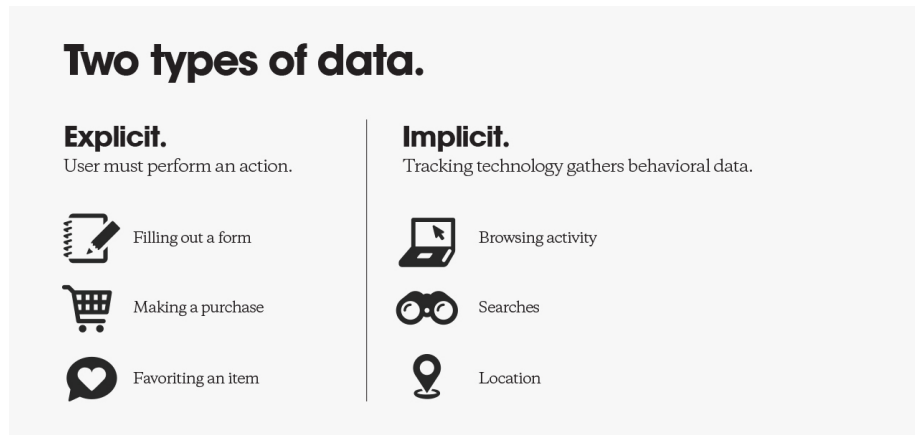 Two types of data.
Explicit.
User must perform an action.
Filling out a form
Making a purchase
Favoriting an item
Implicit.
Tracking technology gathers behavioral data.
Browsing activity
Searches
Location